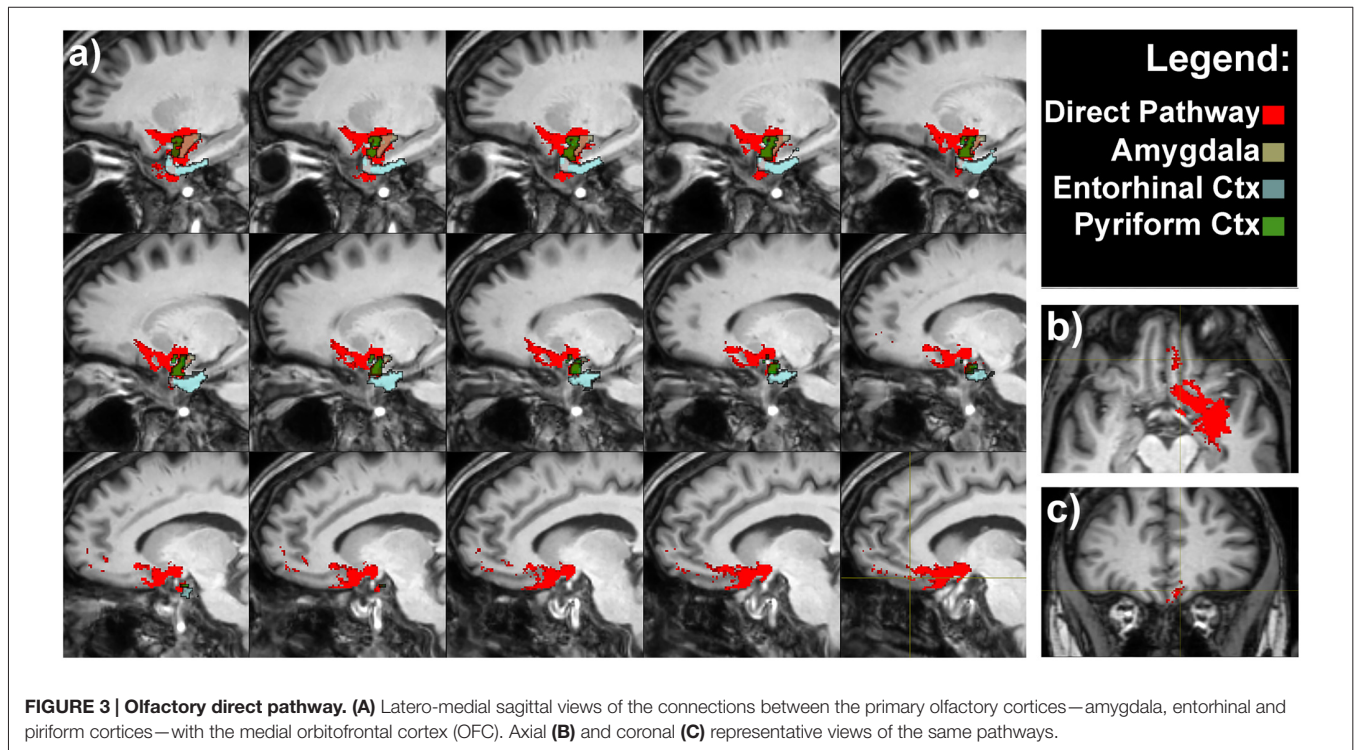 a)
Legend:
Direct Pathway
Amygdala
Entorhinal Ctx
Pyriform Ctx
b)
c)
FIGURE 3 | Olfactory direct pathway. (A) Latero-medial sagittal views of the connections between the primary olfactory cortices—amygdala, entorhinal and
piriform cortices—with the medial orbitofrontal cortex (OFC). Axial (B) and coronal (C) representative views of the same pathways.